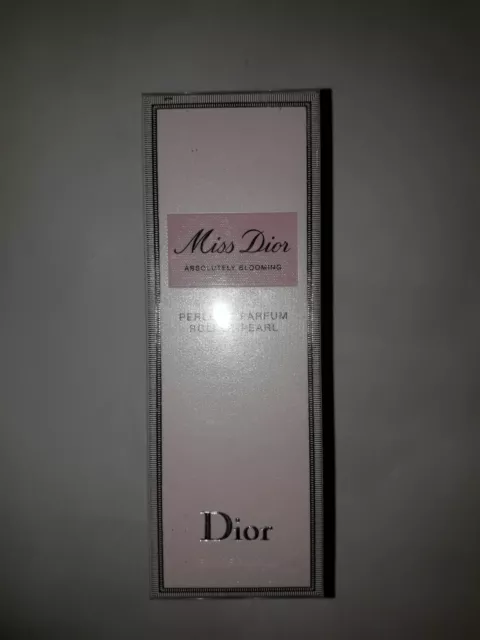 Miss Dior
ABSOLUTELY BLOOMING
PARFUM
PEARL
Dior